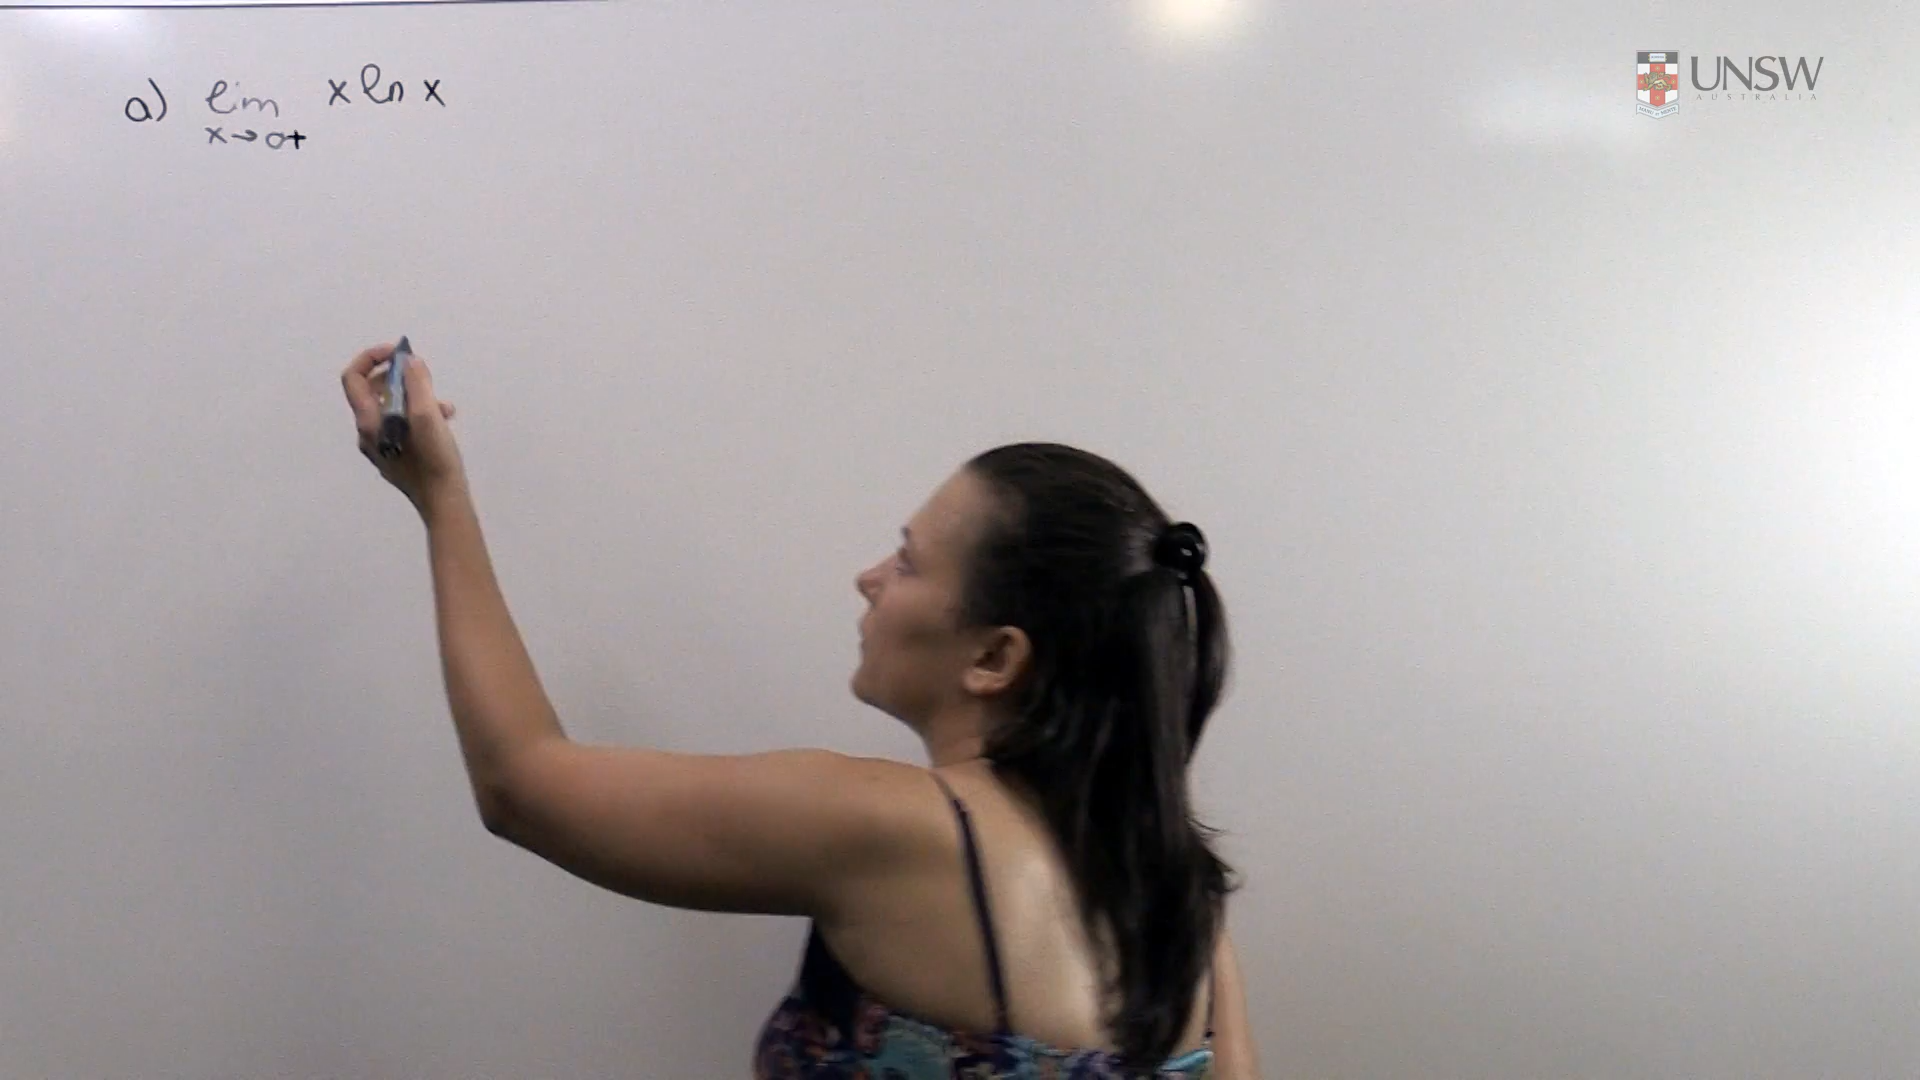 a) lim x ln x
x→0+
UNSW
AUSTRALIA